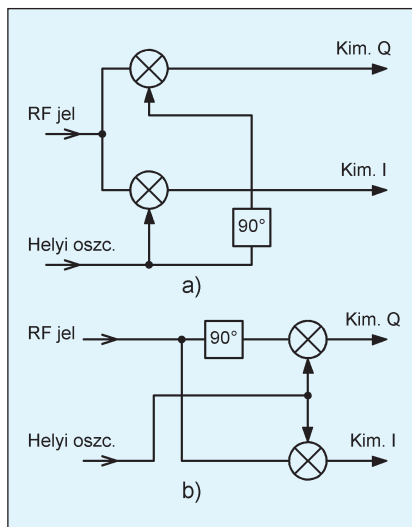 Kim. Q
RF jel
Kim. I
90°
Helyi oszc.
a)
RF jel
90°
Kim. Q
Helyi oszc.
Kim. I
b)